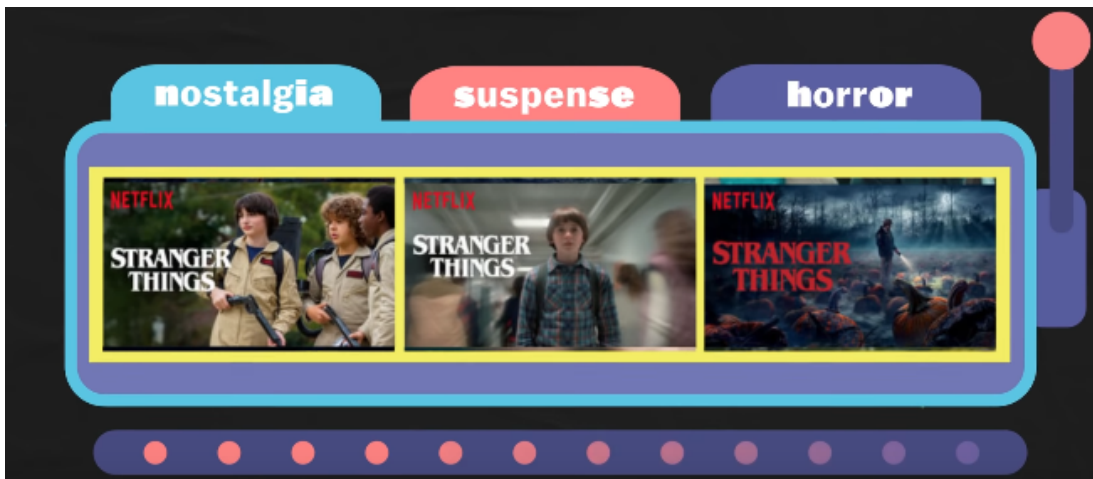 nostalgia
suspense
horror
NETFLIX
STRANGER
THINGS
NETFLIX
STRANGER
THINGS
NETFLIX
STRANGER
THINGS